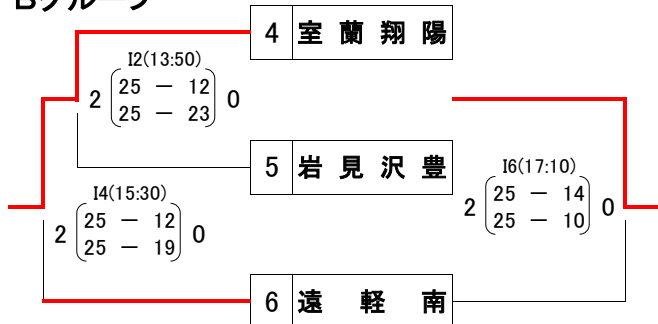 Bグループ
4 室蘭翔陽
I2(13:50)
2 25 － 12 0
25 － 23
5 岩見沢豊
I6(17:10)
2 25 － 14 0
25 － 10
I4(15:30)
2 25 － 12 0
25 － 19
6 遠軽南